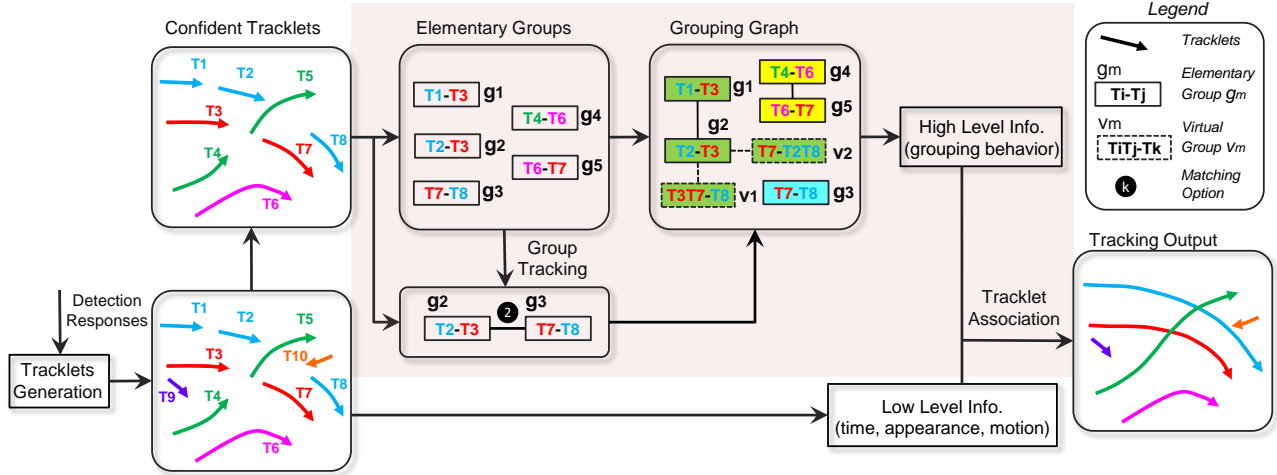 Confident Tracklets
T1
T2
T5
T3
T8
T7
T4
T6
Elementary Groups
T1-T3 g1
T4-T6 g4
T2-T3 g2
T6-T7 g5
T7-T8 g3
Grouping Graph
T1-T3 g1
T4-T6 g4
T6-T7 g5
g2
T2-T3
T7-T2T8 v2
T3T7-T8 v1
T7-T8 g3
High Level Info.
(grouping behavior)
Legend
Tracklets
gm Elementary
Ti-Tj Group gm
vm Virtual
TiTj-Tk Group vm
k Matching
Option
Group
Tracking
g2 2 g3
T2-T3 T7-T8
Detection
Responses
Tracklets
Generation
T1
T2
T5
T3
T10
T9
T4
T7
T8
T6
Low Level Info.
(time, appearance, motion)
Tracklet
Association
Tracking Output